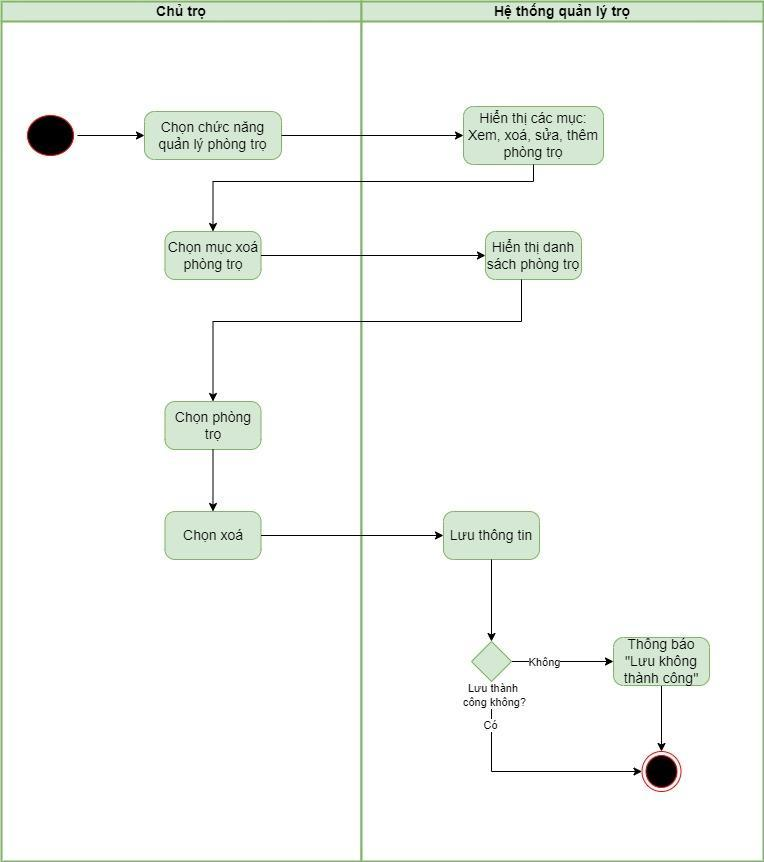 Chủ trọ
Hệ thống quản lý trọ
Chọn chức năng
quản lý phòng trọ
Hiển thị các mục:
Xem, xoá, sửa, thêm
phòng trọ
Chọn mục xoá
phòng trọ
Hiển thị danh
sách phòng trọ
Chọn phòng
trọ
Chọn xoá
Lưu thông tin
Không
Thông báo
"Lưu không
thành công"
Lưu thành
công không?
Có